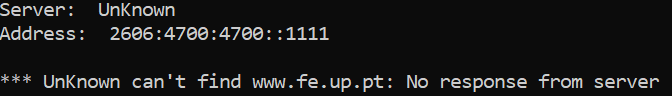 Server:  UnKnown
Address:  2606:4700:4700::1111
*** UnKnown can't find www.fe.up.pt: No response from server